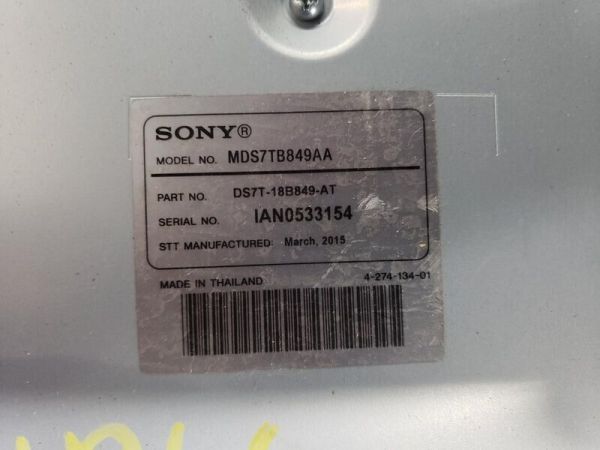 SONY®
MODEL NO. MDS7TB849AA
PART NO. DS7T-18B849-AT
SERIAL NO. IAN0533154
STT MANUFACTURED: March, 2015
MADE IN THAILAND 4-274-134-01